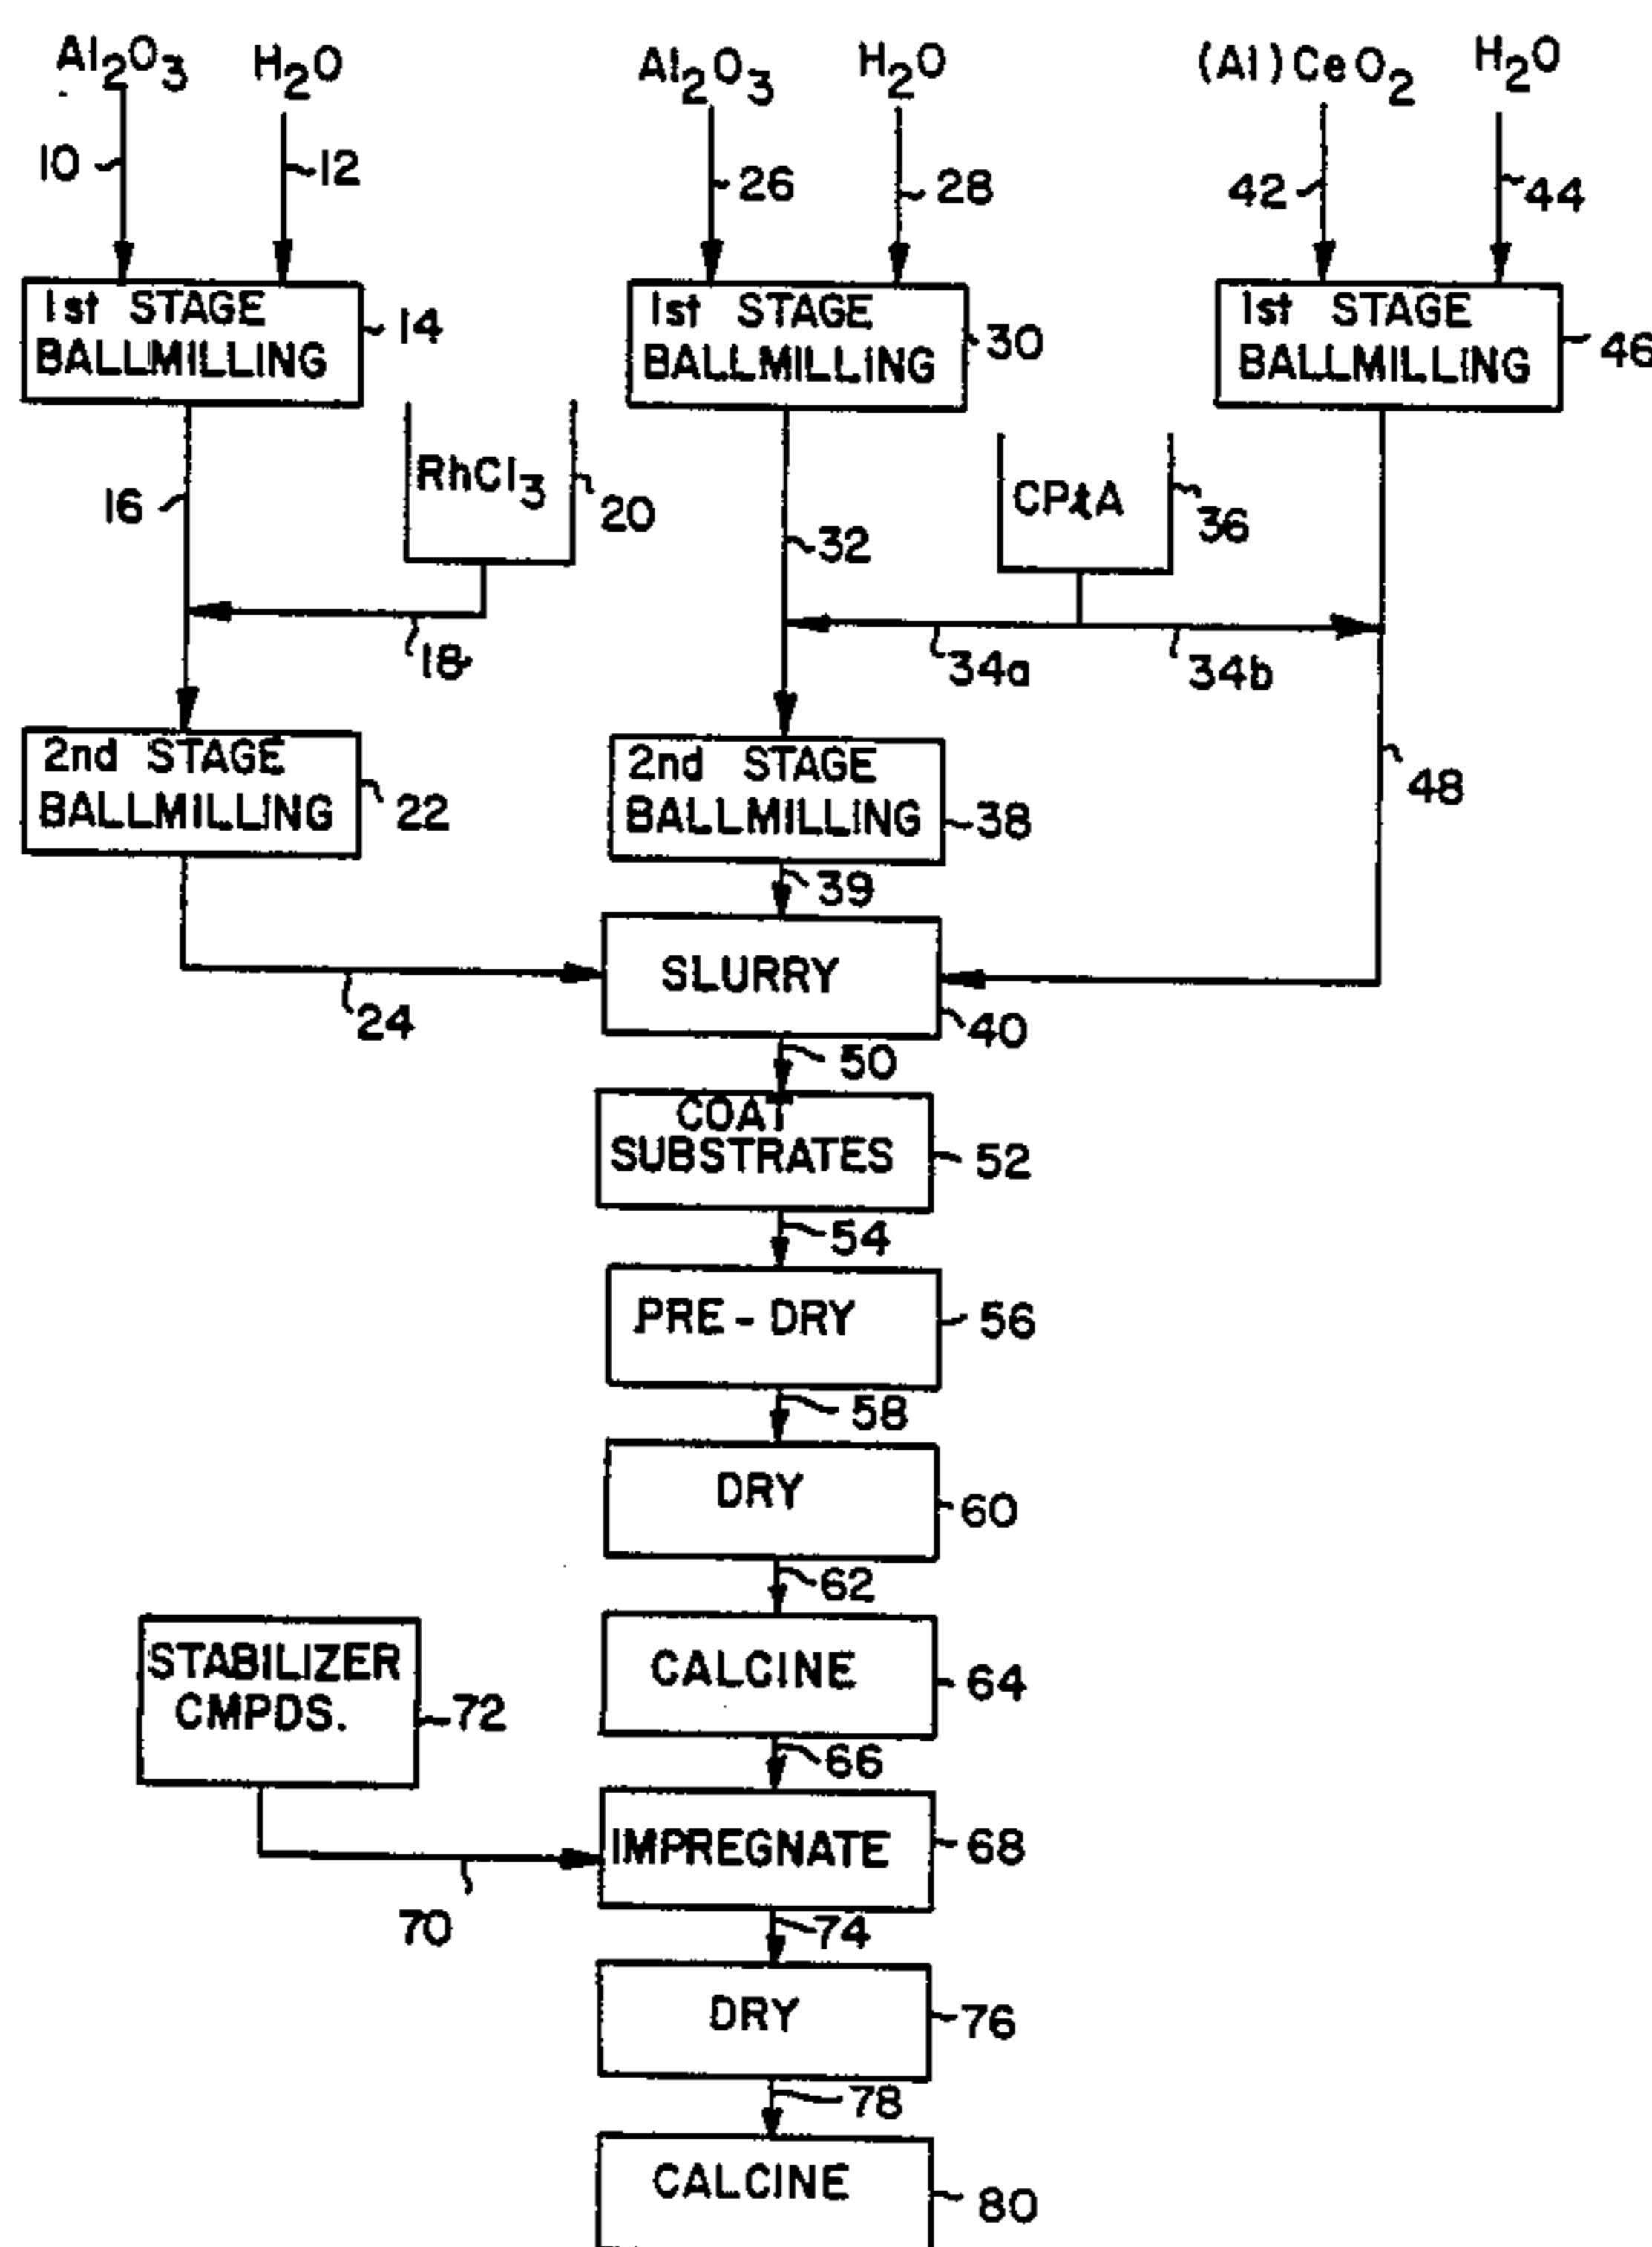 Al2O3 H2O Al2O3 H2O (Al)CeO2 H2O
10 12 26 28 42 44
1st STAGE
BALLMILLING
14
1st STAGE
BALLMILLING
30
1st STAGE
BALLMILLING
46
RhCl3
20
16
18
CPtA
36
32
34a
34b
2nd STAGE
BALLMILLING
22
2nd STAGE
BALLMILLING
38
48
39
SLURRY
40
24
50
COAT
SUBSTRATES
52
54
PRE-DRY
56
58
DRY
60
62
CALCINE
64
STABILIZER
CMPDS.
72
66
IMPREGNATE
68
70
74
DRY
76
78
CALCINE
80